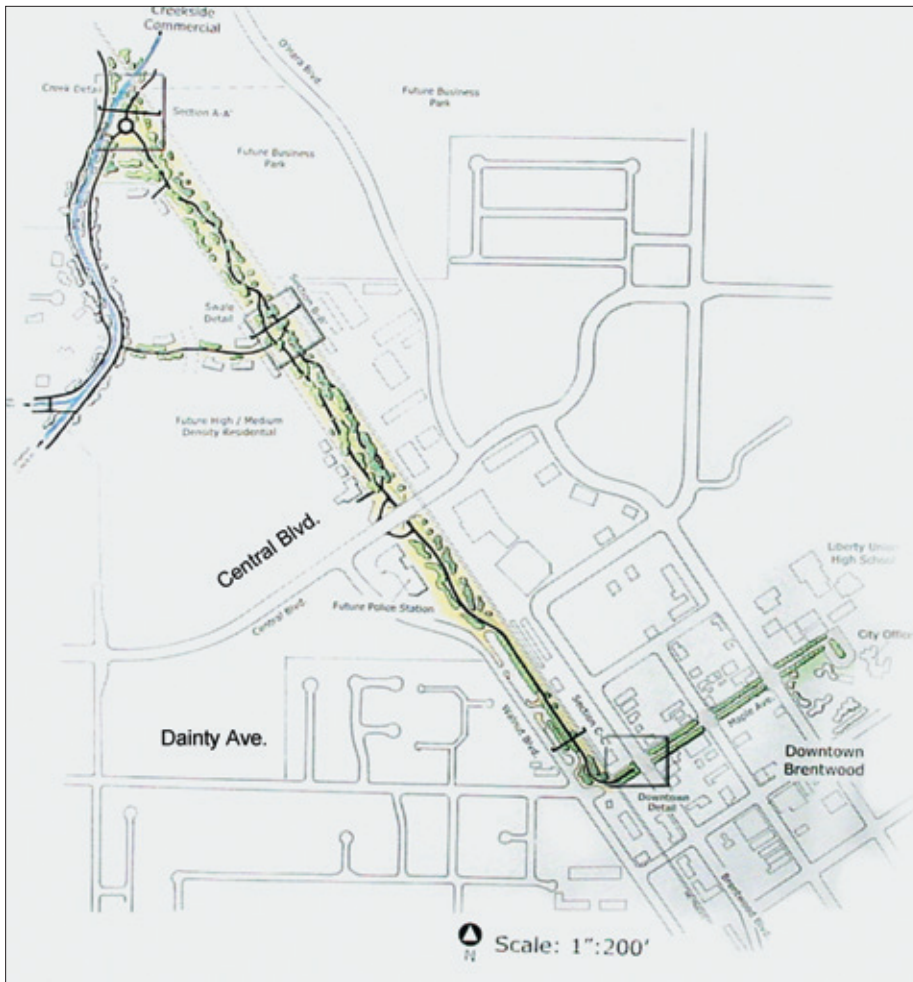 Creekside
Commercial
O'Hara Blvd.
Creek Detail
Section A-A'
Future Business
Park
Future Business
Park
Swale
Detail
Section B-B'
Future High / Medium
Density Residential
Central Blvd.
Central Blvd.
Future Police Station
Liberty Union
High School
City Office
Dainty Ave.
Walnut Blvd.
Section C-C'
Maple Ave.
Downtown
Brentwood
Downtown
Detail
Brentwood Blvd.
N
Scale: 1":200'